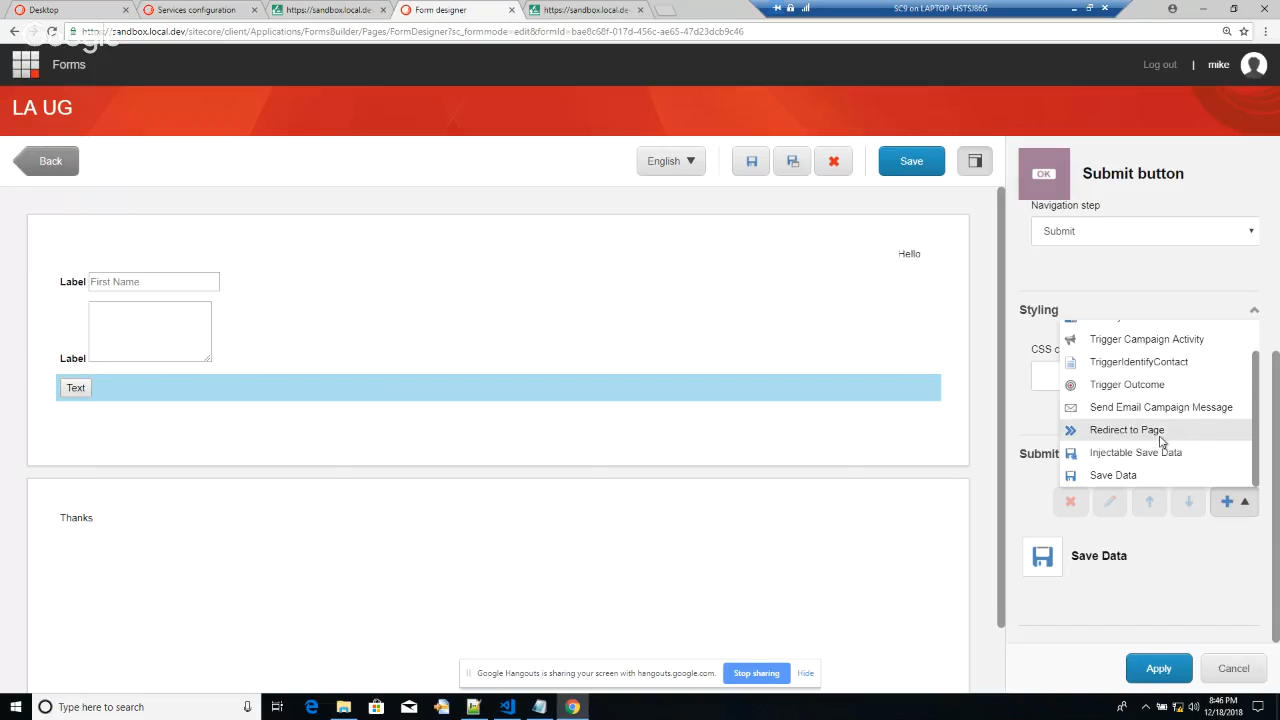 Desktop
Services configuration
https://sandbox.local.de
Form designer
https://sandbox.local.de
SC9 on LAPTOP-HSTSJ86G
Google
https://sandbox.local.dev/sitecore/client/Applications/FormsBuilder/Pages/FormDesigner?sc_formmode=edit&formId=bae8c68f-017d-456c-ae65-47d23dcb9c46
Forms
Log out | mike
LA UG
Back
English
Save
OK
Submit button
Navigation step
Submit
Hello
Label First Name
Label
Text
Styling
CSS c
Trigger Campaign Activity
TriggerIdentifyContact
Trigger Outcome
Send Email Campaign Message
Redirect to Page
Injectable Save Data
Save Data
Submit
Save Data
Thanks
Google Hangouts is sharing your screen with hangouts.google.com.
Stop sharing
Hide
Apply
Cancel
Type here to search
8:46 PM
12/18/2018